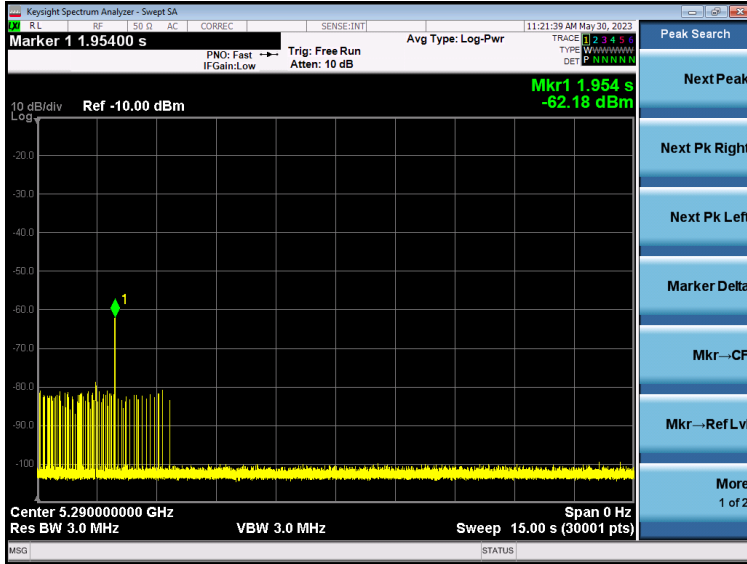 Keysight Spectrum Analyzer - Swept SA
LXI RL RF 50 Ω AC CORREC SENSE:INT 11:21:39 AM May 30, 2023
Marker 1 1.95400 s
PNO: Fast
IFGain:Low
Trig: Free Run
Atten: 10 dB
Avg Type: Log-Pwr
TRACE 1 2 3 4 5 6
TYPE WWWWWW
DET P N N N N N
Mkr1 1.954 s
-62.18 dBm
10 dB/div Ref -10.00 dBm
Log
-20.0
-30.0
-40.0
-50.0
1
-60.0
-70.0
-80.0
-90.0
-100
Center 5.290000000 GHz Span 0 Hz
Res BW 3.0 MHz VBW 3.0 MHz Sweep 15.00 s (30001 pts)
MSG STATUS
Peak Search
Next Peak
Next Pk Right
Next Pk Left
Marker Delta
Mkr→CF
Mkr→Ref Lvl
More
1 of 2